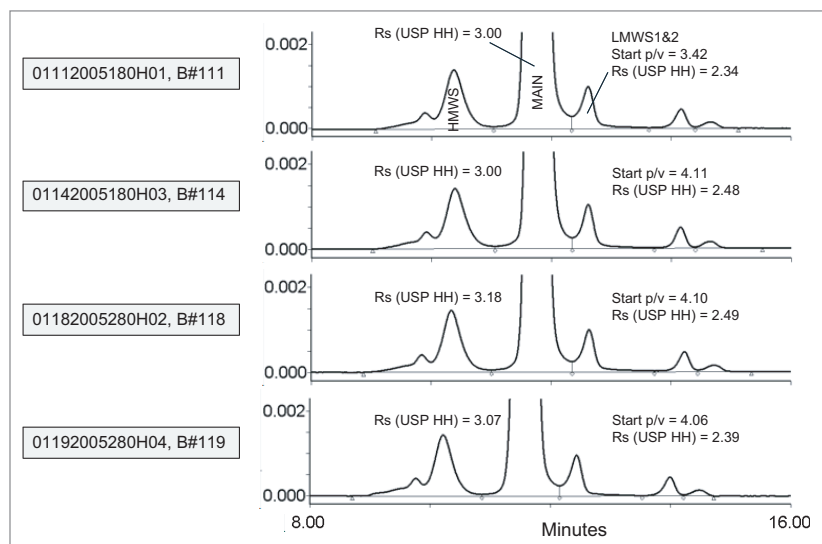 Rs (USP HH) = 3.00
LMWS1&2
Start p/v = 3.42
Rs (USP HH) = 2.34
0.002
01112005180H01, B#111
HMWS
MAIN
0.000
Rs (USP HH) = 3.00
Start p/v = 4.11
Rs (USP HH) = 2.48
0.002
01142005180H03, B#114
0.000
Rs (USP HH) = 3.18
Start p/v = 4.10
Rs (USP HH) = 2.49
0.002
01182005280H02, B#118
0.000
Rs (USP HH) = 3.07
Start p/v = 4.06
Rs (USP HH) = 2.39
0.002
01192005280H04, B#119
0.000
8.00
Minutes
16.00